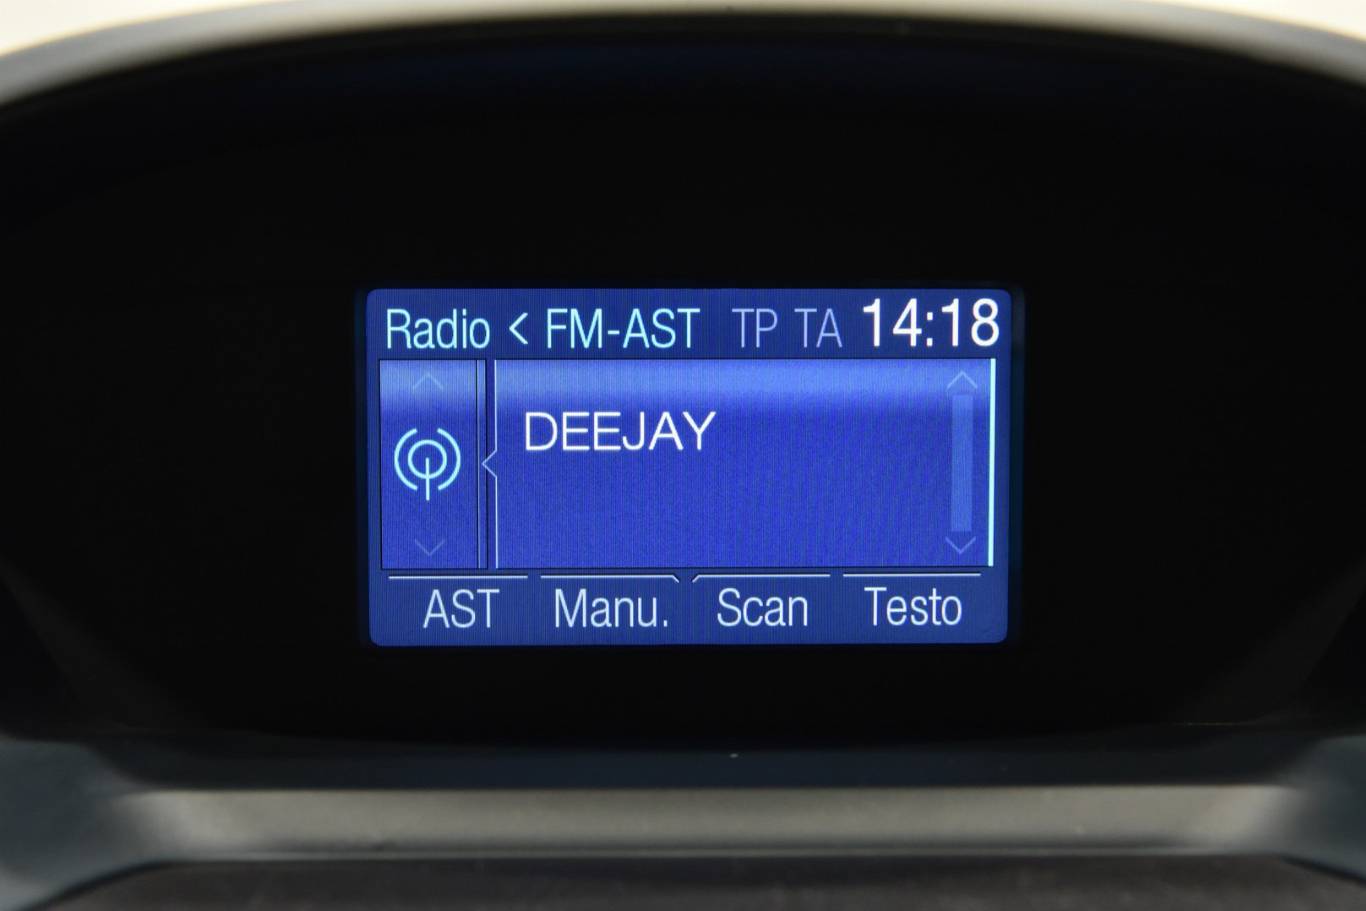 Radio < FM-AST TP TA 14:18
DEEJAY
AST Manu. Scan Testo